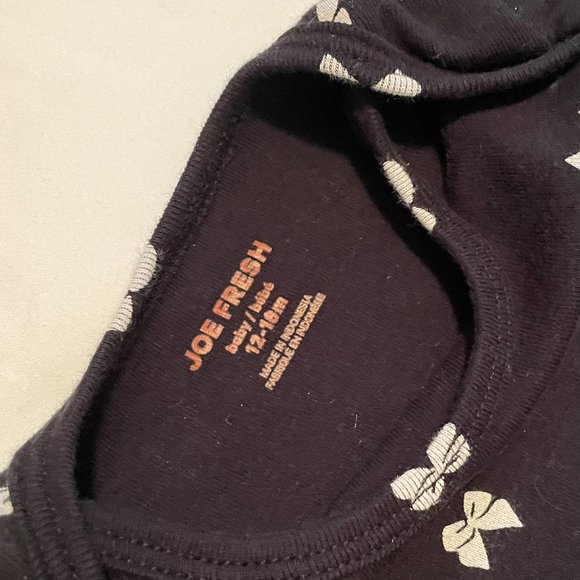 JOE FRESH
baby / bébé
12-18m
MADE IN INDONESIA
FABRIQUÉ EN INDONÉSIE